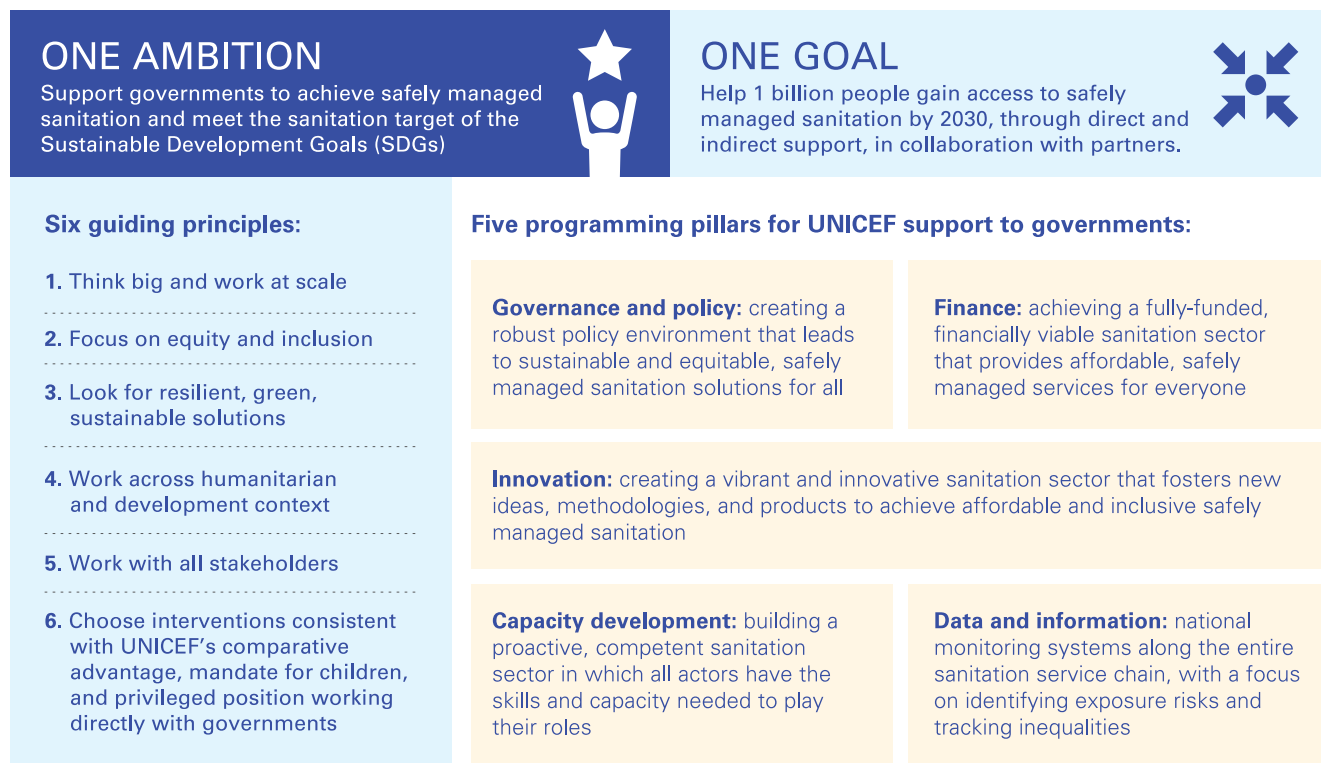 ONE AMBITION
Support governments to achieve safely managed
sanitation and meet the sanitation target of the
Sustainable Development Goals (SDGs)
ONE GOAL
Help 1 billion people gain access to safely
managed sanitation by 2030, through direct and
indirect support, in collaboration with partners.
Six guiding principles:
1. Think big and work at scale
2. Focus on equity and inclusion
3. Look for resilient, green,
sustainable solutions
4. Work across humanitarian
and development context
5. Work with all stakeholders
6. Choose interventions consistent
with UNICEF’s comparative
advantage, mandate for children,
and privileged position working
directly with governments
Five programming pillars for UNICEF support to governments:
Governance and policy: creating a
robust policy environment that leads
to sustainable and equitable, safely
managed sanitation solutions for all
Finance: achieving a fully-funded,
financially viable sanitation sector
that provides affordable, safely
managed services for everyone
Innovation: creating a vibrant and innovative sanitation sector that fosters new
ideas, methodologies, and products to achieve affordable and inclusive safely
managed sanitation
Capacity development: building a
proactive, competent sanitation
sector in which all actors have the
skills and capacity needed to play
their roles
Data and information: national
monitoring systems along the entire
sanitation service chain, with a focus
on identifying exposure risks and
tracking inequalities